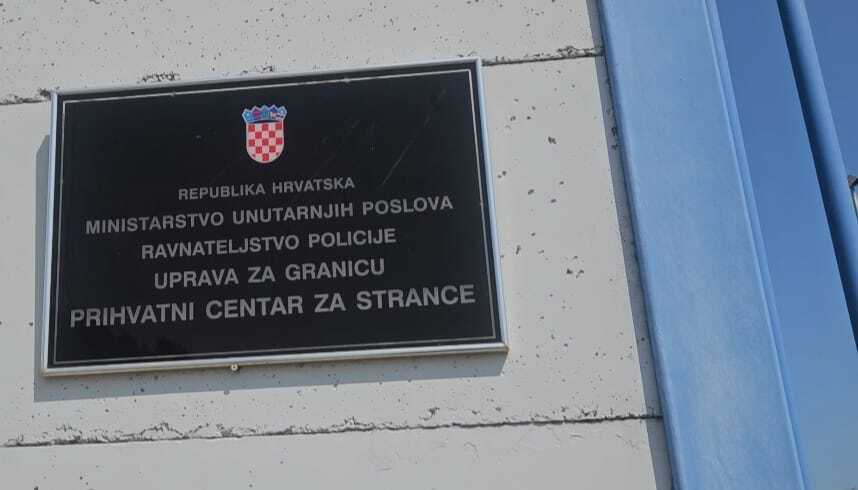 REPUBLIKA HRVATSKA
MINISTARSTVO UNUTARNJIH POSLOVA
RAVNATELJSTVO POLICIJE
UPRAVA ZA GRANICU
PRIHVATNI CENTAR ZA STRANCE